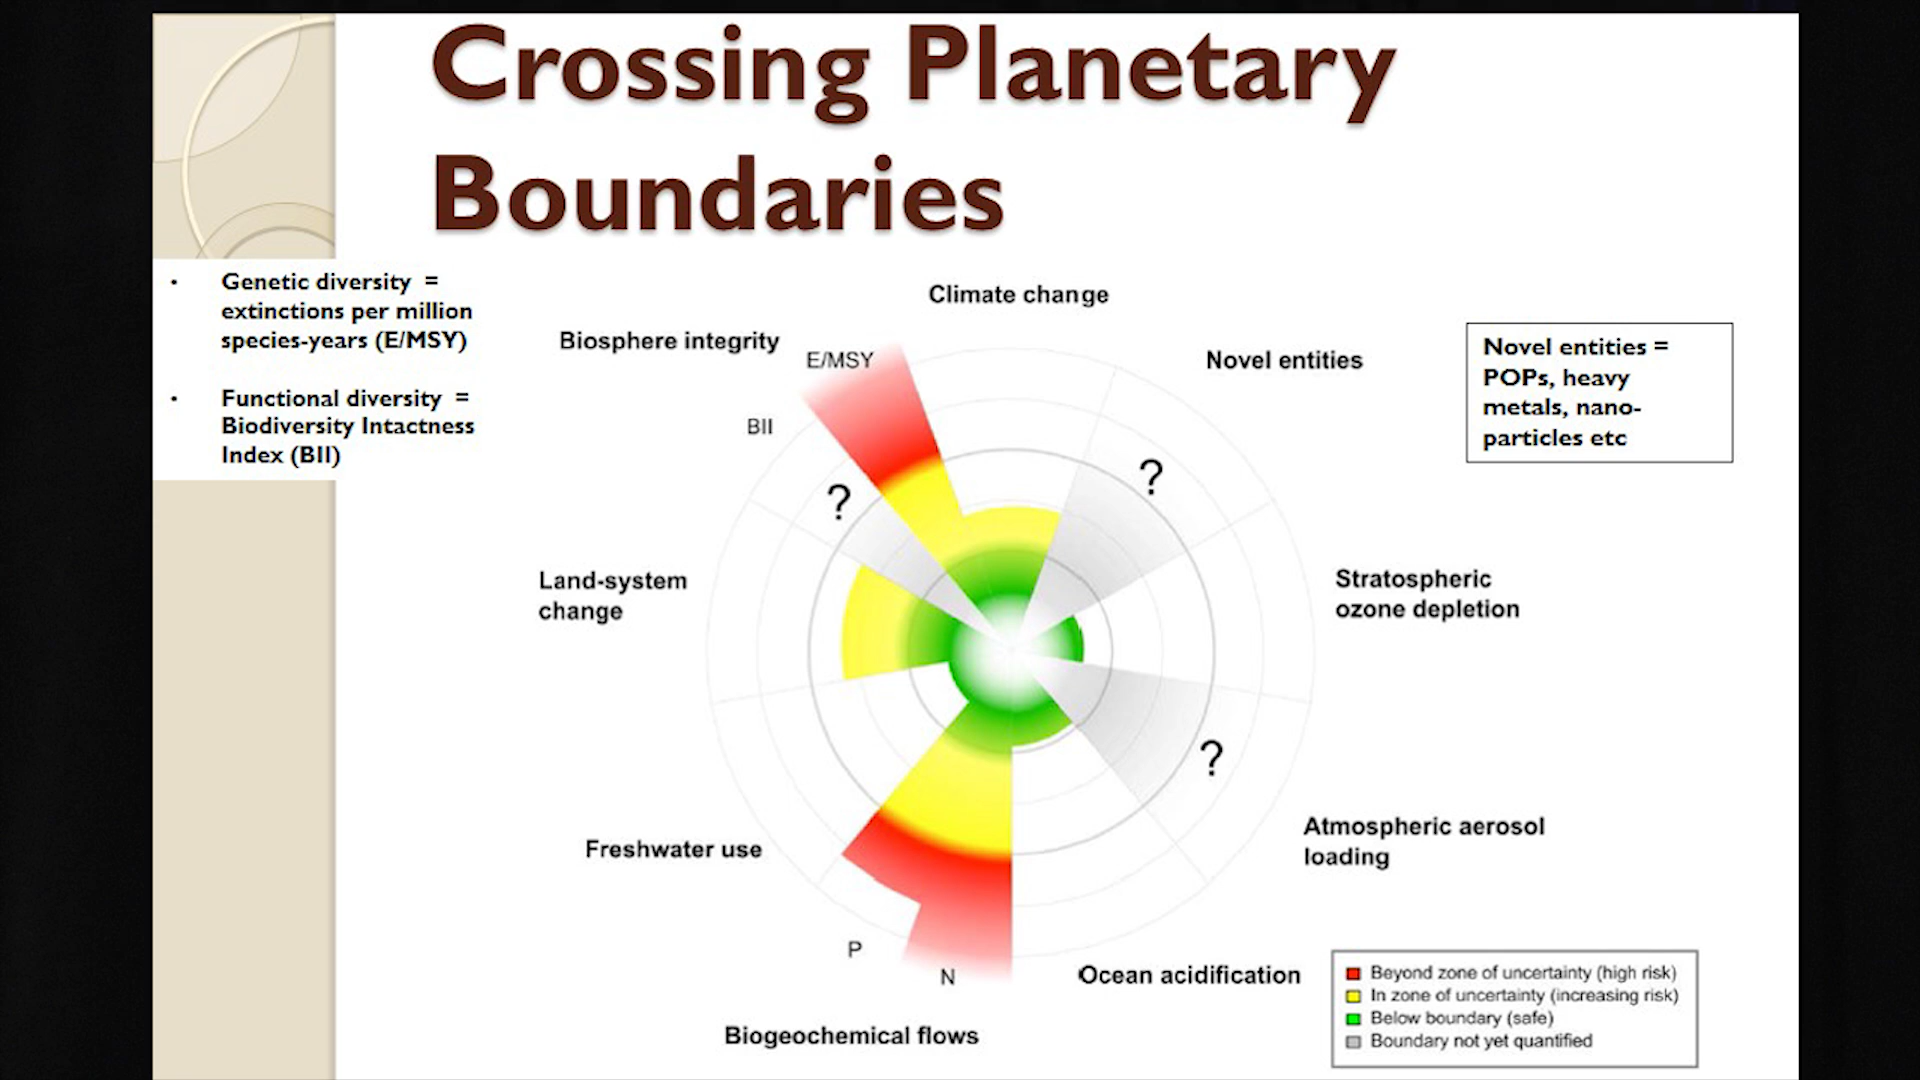 Crossing Planetary
Boundaries
• Genetic diversity =
extinctions per million
species-years (E/MSY)
• Functional diversity =
Biodiversity Intactness
Index (BII)
Climate change
Biosphere integrity
E/MSY
BII
Novel entities
Novel entities =
POPs, heavy
metals, nano-
particles etc
?
?
Land-system
change
Stratospheric
ozone depletion
?
Freshwater use
Atmospheric aerosol
loading
P
N
Ocean acidification
Biogeochemical flows
Beyond zone of uncertainty (high risk)
In zone of uncertainty (increasing risk)
Below boundary (safe)
Boundary not yet quantified